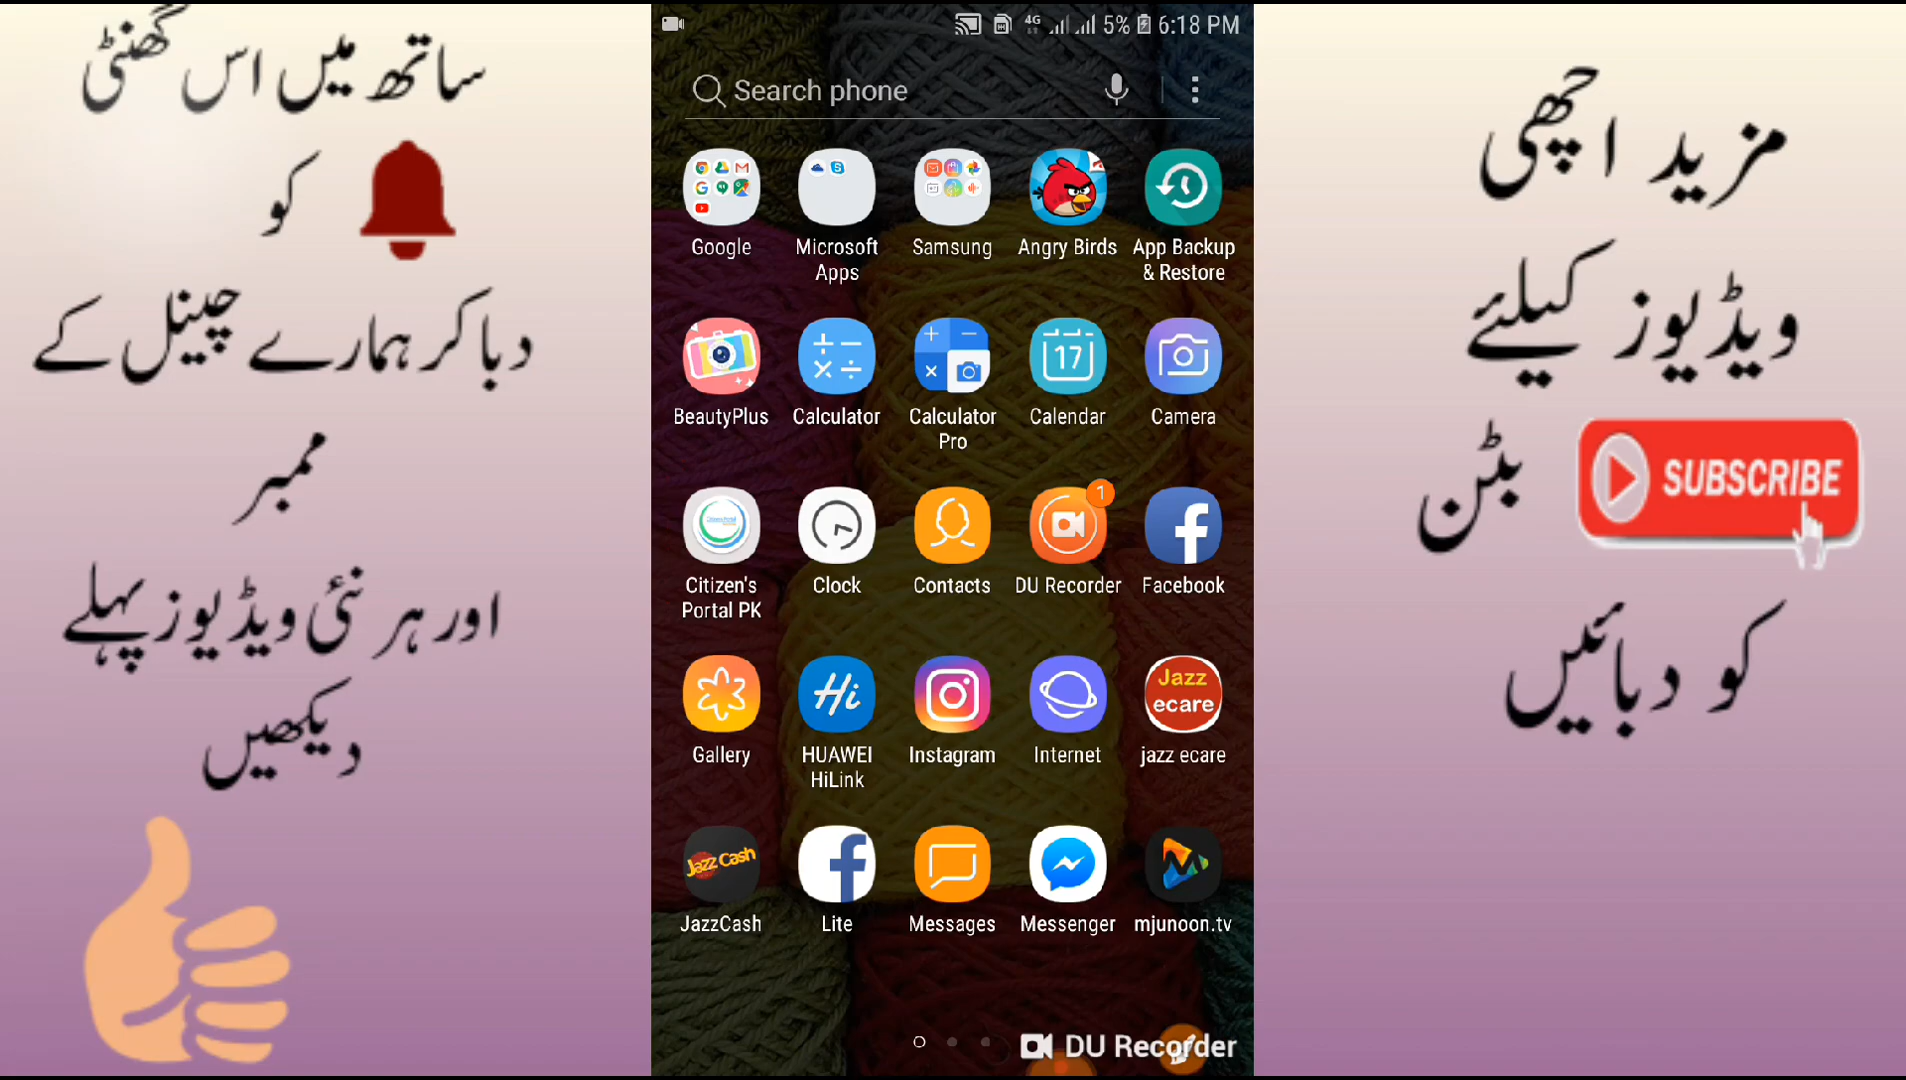 ساتھ میں اس گھنٹی
کو
دبا کر ہمارے چینل کے
ممبر
اور ہر نئی ویڈیوز پہلے
دیکھیں
4G 5% 6:18 PM
Search phone
Google
Microsoft Apps
Samsung
Angry Birds
App Backup & Restore
BeautyPlus
Calculator
Calculator Pro
17
Calendar
Camera
Citizen's Portal PK
Clock
Contacts
1
DU Recorder
Facebook
Gallery
Hi
HUAWEI HiLink
Instagram
Internet
Jazz ecare
jazz ecare
Jazz Cash
JazzCash
Lite
Messages
Messenger
mjunoon.tv
DU Recorder
مزید اچھی
ویڈیوز کیلئے
بٹن
SUBSCRIBE
کو دبائیں